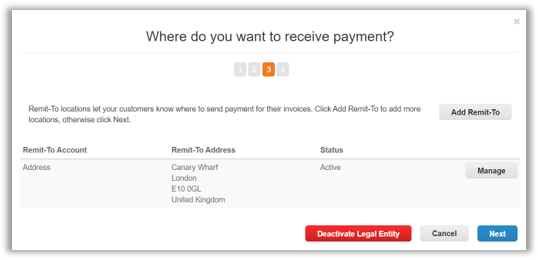 ×
Where do you want to receive payment?
1 2 3 4
Remit-To locations let your customers know where to send payment for their invoices. Click Add Remit-To to add more
locations, otherwise click Next.
Add Remit-To
Remit-To Account Remit-To Address Status
Address Canary Wharf Active Manage
London
E10 0GL
United Kingdom
Deactivate Legal Entity Cancel Next